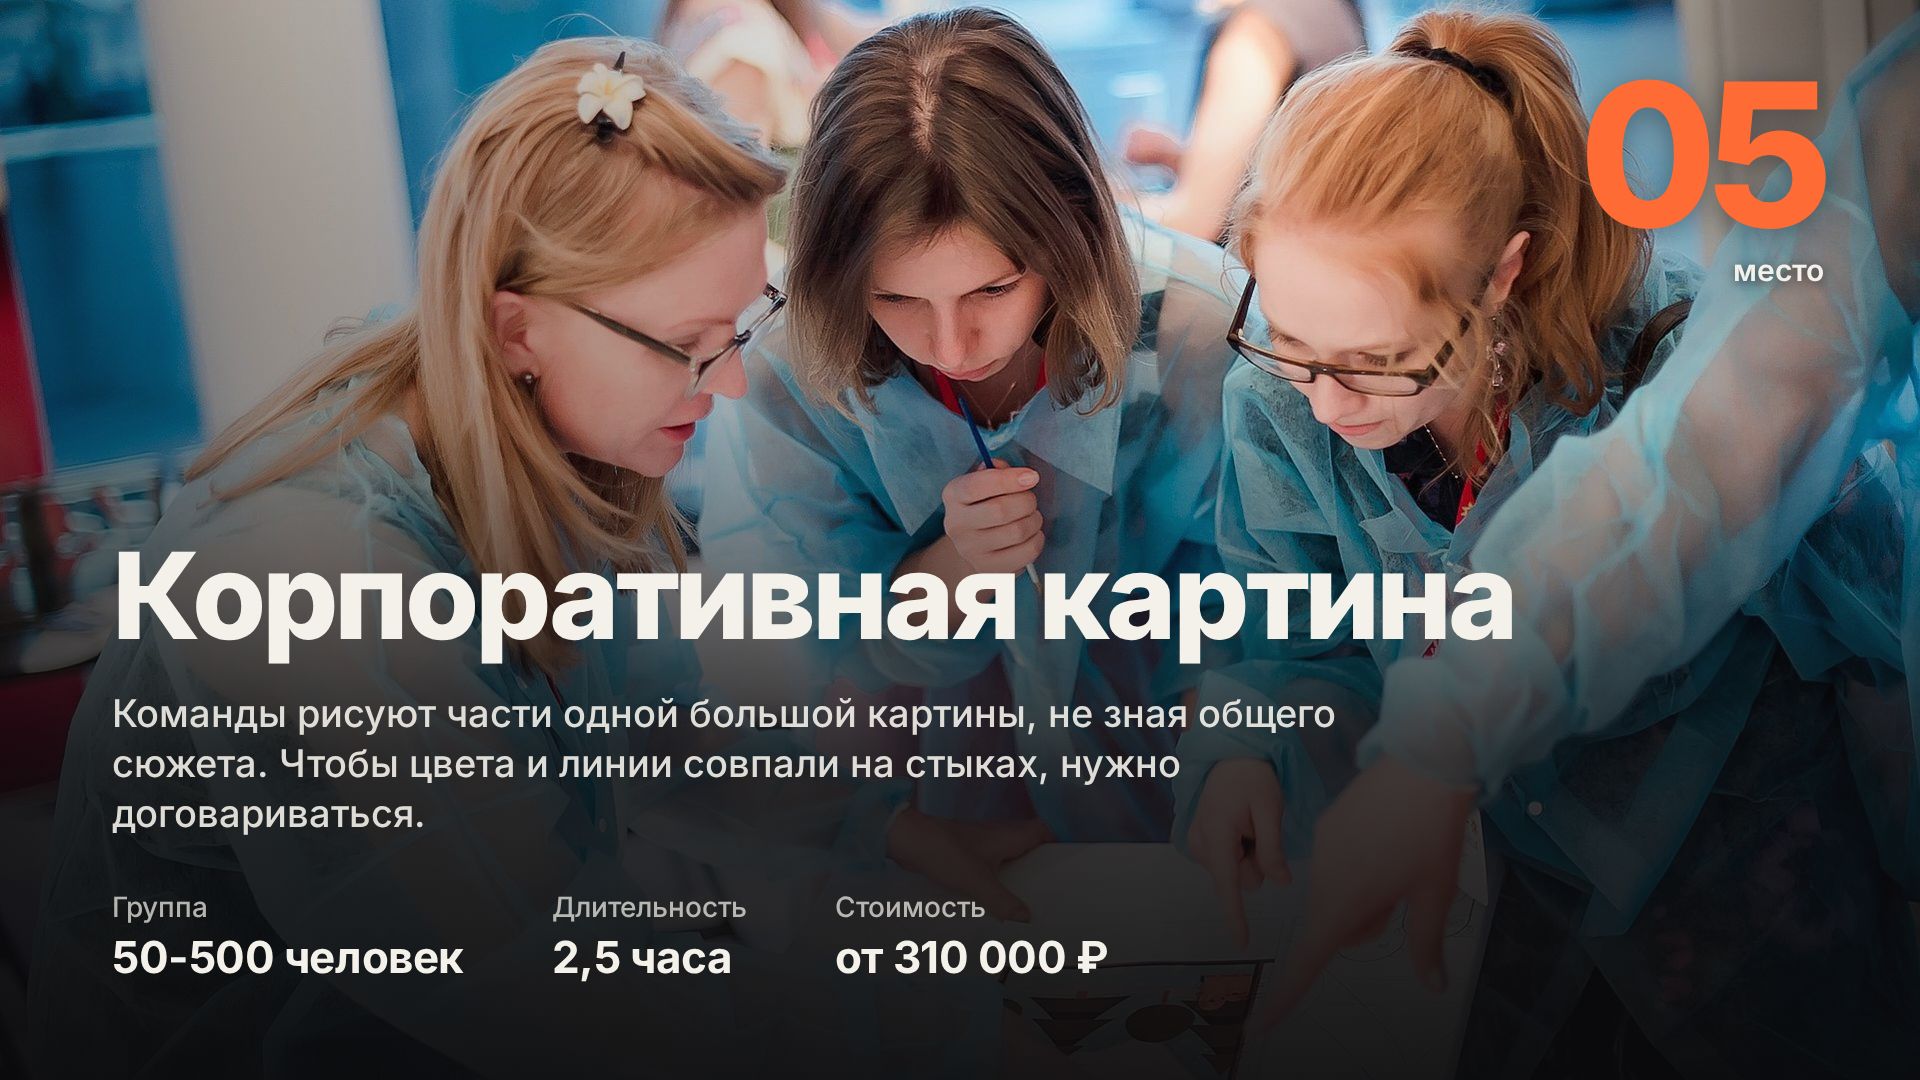 05
место
Корпоративная картина
Команды рисуют части одной большой картины, не зная общего
сюжета. Чтобы цвета и линии совпали на стыках, нужно
договариваться.
Группа
50-500 человек
Длительность
2,5 часа
Стоимость
от 310 000 ₽